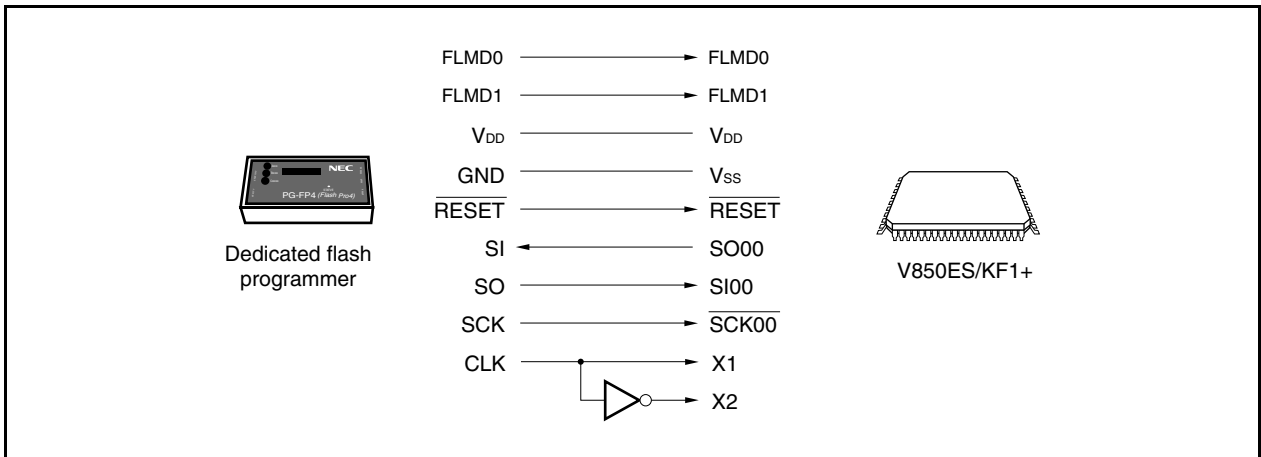 FLMD0 FLMD0
FLMD1 FLMD1
VDD VDD
GND VSS
RESET RESET
SI SO00
SO SI00
SCK SCK00
CLK X1
X2
NEC
PG-FP4 (Flash Pro4)
Dedicated flash
programmer
V850ES/KF1+